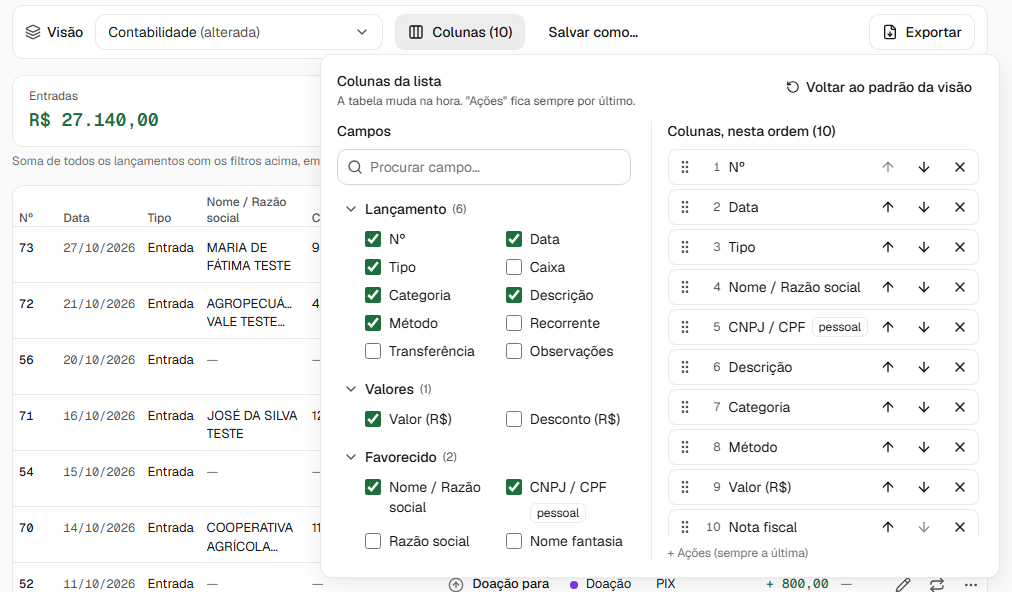 Visão
Contabilidade (alterada)
Colunas (10)
Salvar como...
Exportar
Entradas
R$ 27.140,00
Soma de todos os lançamentos com os filtros acima, em
Nº Data Tipo Nome / Razão social C
73 27/10/2026 Entrada MARIA DE FÁTIMA TESTE 9
72 21/10/2026 Entrada AGROPECUÁ... VALE TESTE... 4
56 20/10/2026 Entrada — —
71 16/10/2026 Entrada JOSÉ DA SILVA TESTE 12
54 15/10/2026 Entrada — —
70 14/10/2026 Entrada COOPERATIVA AGRÍCOLA... 11
52 11/10/2026 Entrada — — Doação para Doação PIX + 800,00 — ...
Colunas da lista
A tabela muda na hora. "Ações" fica sempre por último.
Voltar ao padrão da visão
Campos
Procurar campo...
Lançamento (6)
Nº
Data
Tipo
Caixa
Categoria
Descrição
Método
Recorrente
Transferência
Observações
Valores (1)
Valor (R$)
Desconto (R$)
Favorecido (2)
Nome / Razão
social
CNPJ / CPF
pessoal
Razão social
Nome fantasia
Colunas, nesta ordem (10)
1 Nº
2 Data
3 Tipo
4 Nome / Razão social
5 CNPJ / CPF pessoal
6 Descrição
7 Categoria
8 Método
9 Valor (R$)
10 Nota fiscal
+ Ações (sempre a última)